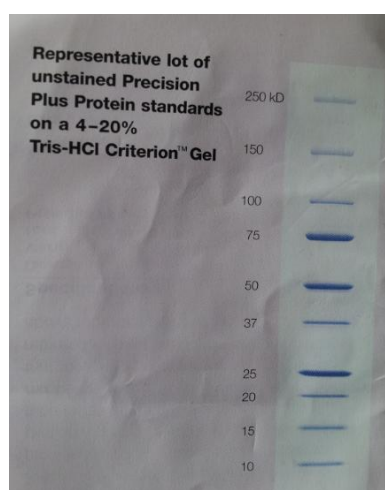 Representative lot of
unstained Precision
Plus Protein standards
on a 4–20%
Tris-HCl Criterion™ Gel
250 kD
150
100
75
50
37
25
20
15
10